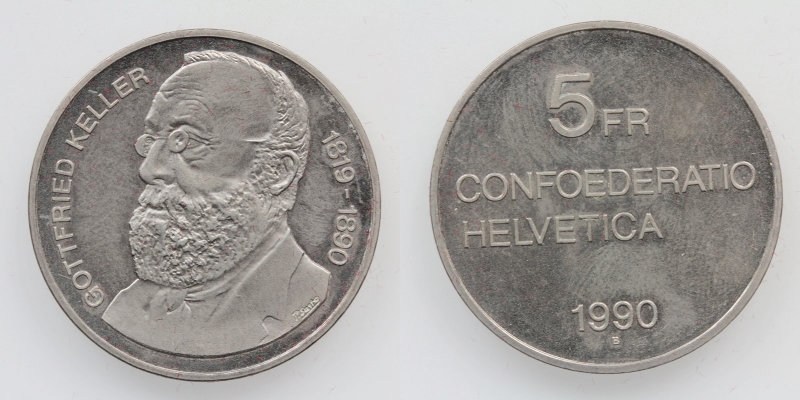 GOTTFRIED KELLER
1819-1890
5 FR
CONFOEDERATIO
HELVETICA
1990
B